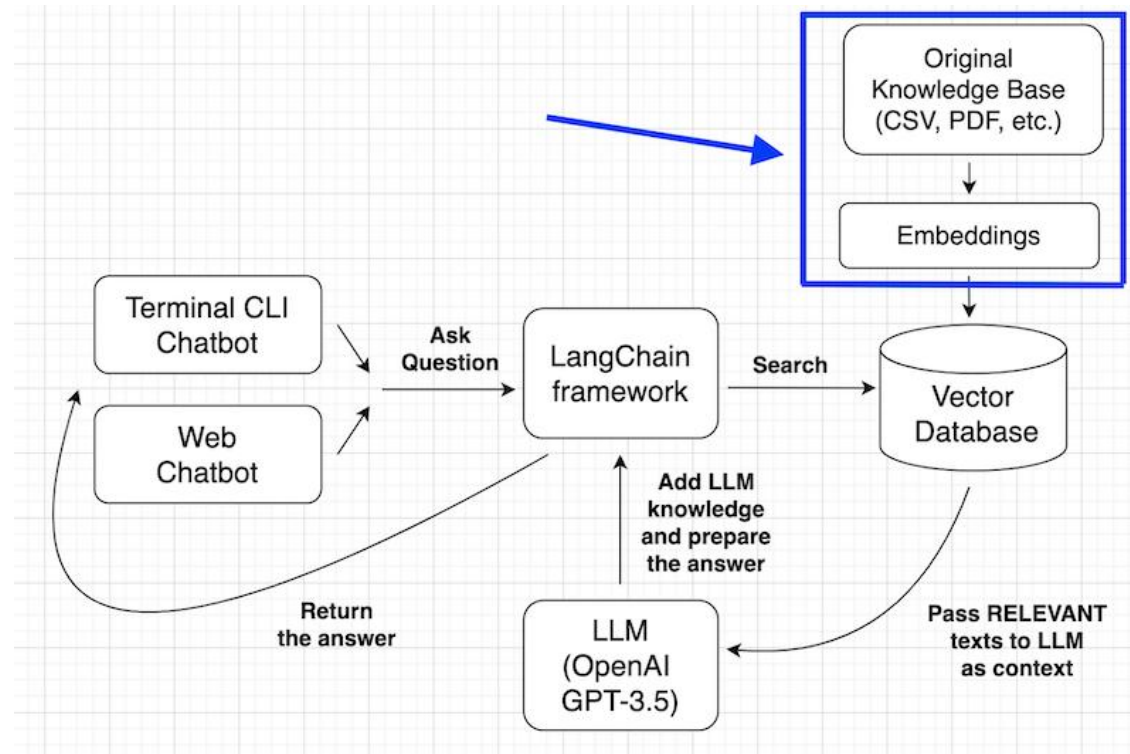 Original
Knowledge Base
(CSV, PDF, etc.)
Embeddings
Terminal CLI
Chatbot
Web
Chatbot
Ask
Question
LangChain
framework
Search
Vector
Database
Add LLM
knowledge
and prepare
the answer
Return
the answer
LLM
(OpenAI
GPT-3.5)
Pass RELEVANT
texts to LLM
as context